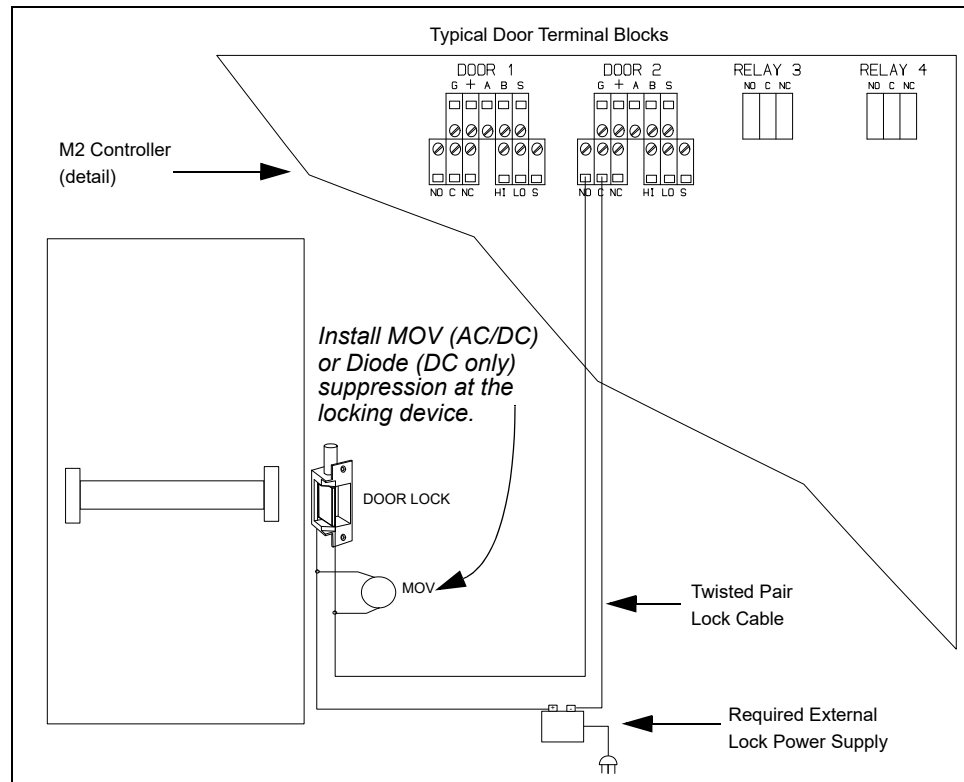 Typical Door Terminal Blocks
DOOR 1
G + A B S
NO C NC HI LO S
DOOR 2
G + A B S
NO C NC HI LO S
RELAY 3
NO C NC
RELAY 4
NO C NC
M2 Controller
(detail)
Install MOV (AC/DC)
or Diode (DC only)
suppression at the
locking device.
DOOR LOCK
MOV
Twisted Pair
Lock Cable
+ -
Required External
Lock Power Supply